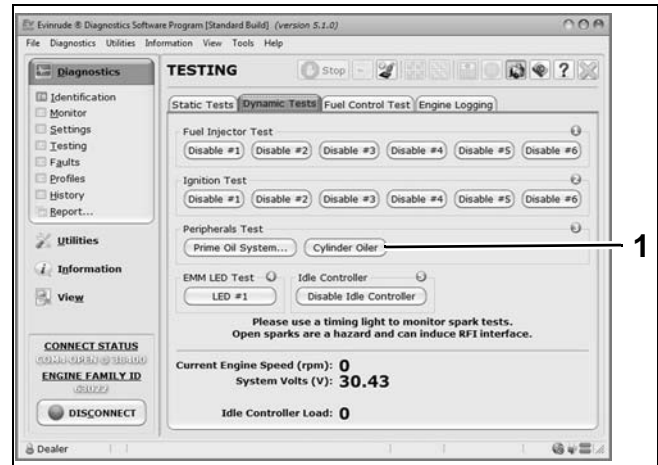 Evinrude ® Diagnostics Software Program [Standard Build] (version 5.1.0)
File Diagnostics Utilities Information View Tools Help
Diagnostics
TESTING
Stop
Identification
Monitor
Settings
Testing
Faults
Profiles
History
Report...
Utilities
Information
View
CONNECT STATUS
ENGINE FAMILY ID
DISCONNECT
Static Tests Dynamic Tests Fuel Control Test Engine Logging
Fuel Injector Test
Disable #1 Disable #2 Disable #3 Disable #4 Disable #5 Disable #6
Ignition Test
Disable #1 Disable #2 Disable #3 Disable #4 Disable #5 Disable #6
Peripherals Test
Prime Oil System... Cylinder Oiler
1
EMM LED Test Idle Controller
LED #1 Disable Idle Controller
Please use a timing light to monitor spark tests.
Open sparks are a hazard and can induce RFI interface.
Current Engine Speed (rpm): 0
System Volts (V): 30.43
Idle Controller Load: 0
Dealer